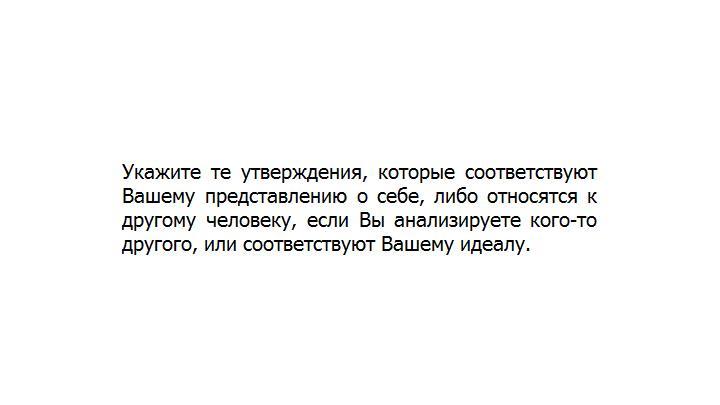 Укажите те утверждения, которые соответствуют
Вашему представлению о себе, либо относятся к
другому человеку, если Вы анализируете кого-то
другого, или соответствуют Вашему идеалу.